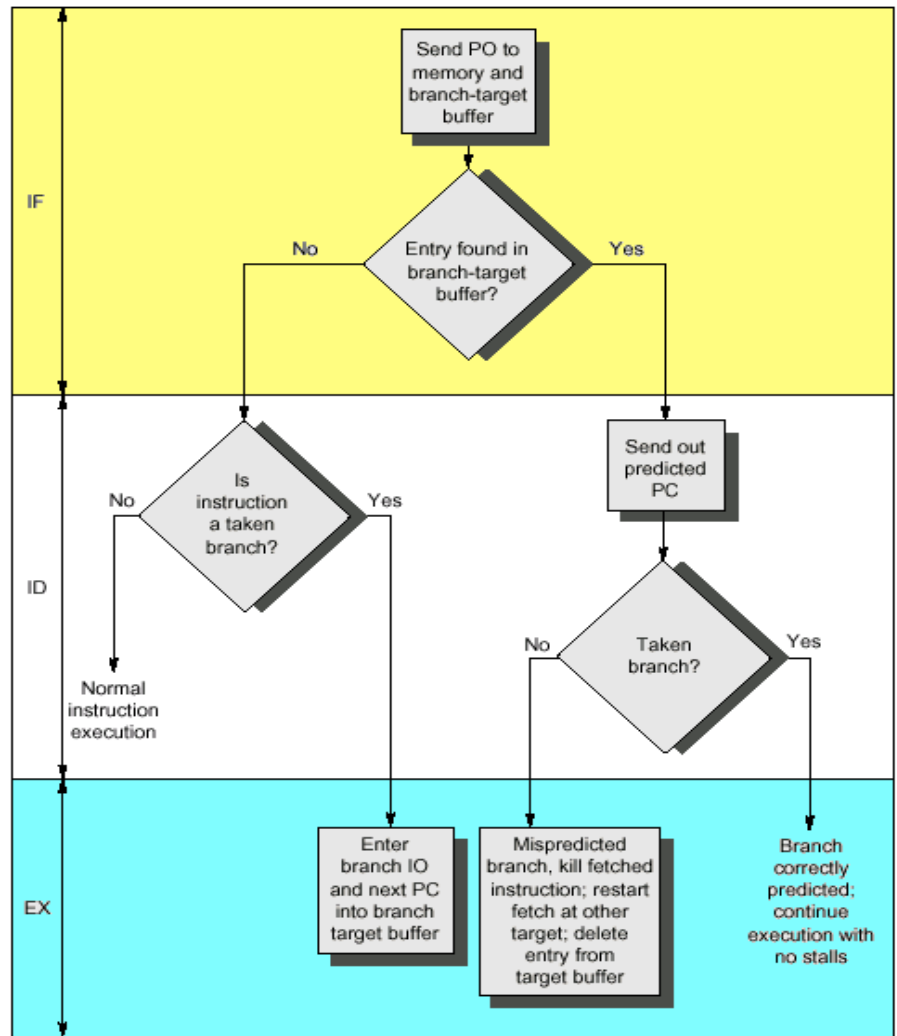 Send PO to
memory and
branch-target
buffer
IF
No
Entry found in
branch-target
buffer?
Yes
Is
instruction
a taken
branch?
No
Yes
Send out
predicted
PC
ID
Normal
instruction
execution
No
Taken
branch?
Yes
EX
Enter
branch IO
and next PC
into branch
target buffer
Mispredicted
branch, kill fetched
instruction; restart
fetch at other
target; delete
entry from
target buffer
Branch
correctly
predicted;
continue
execution with
no stalls